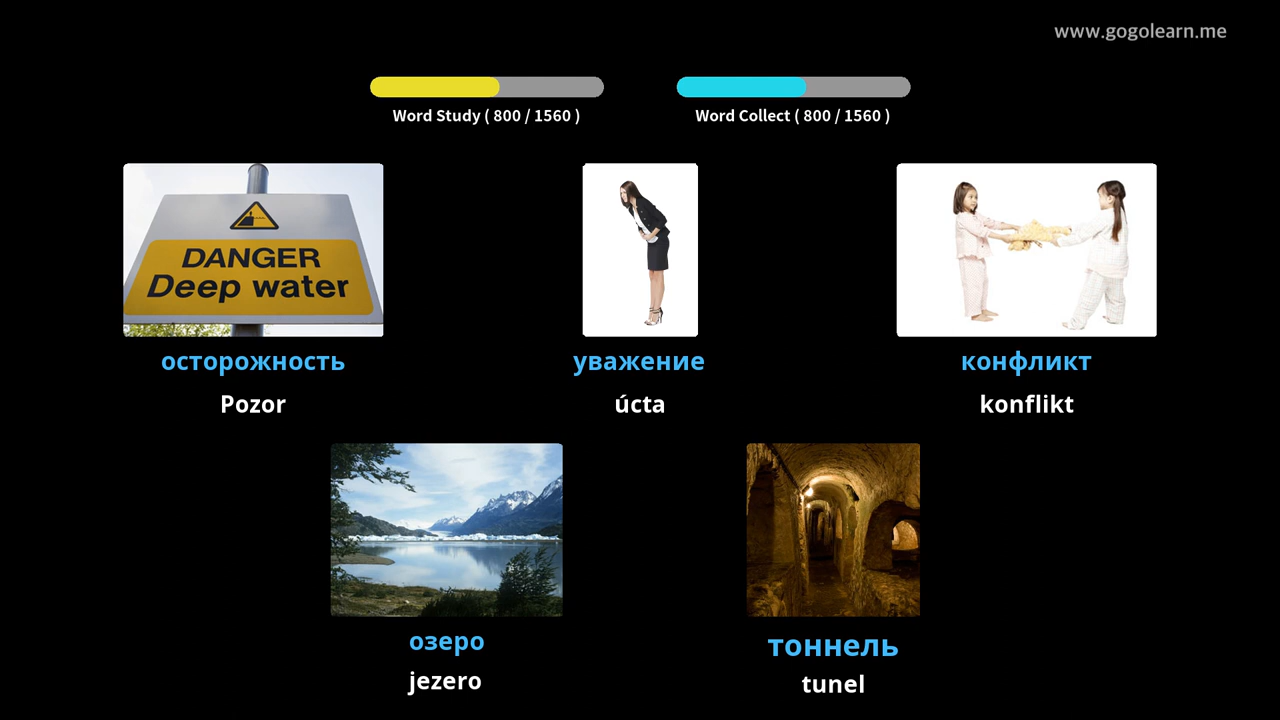 www.gogolearn.me
Word Study ( 800 / 1560 )
Word Collect ( 800 / 1560 )
DANGER
Deep water
осторожность
уважение
конфликт
Pozor
úcta
konflikt
озеро
тоннель
jezero
tunel